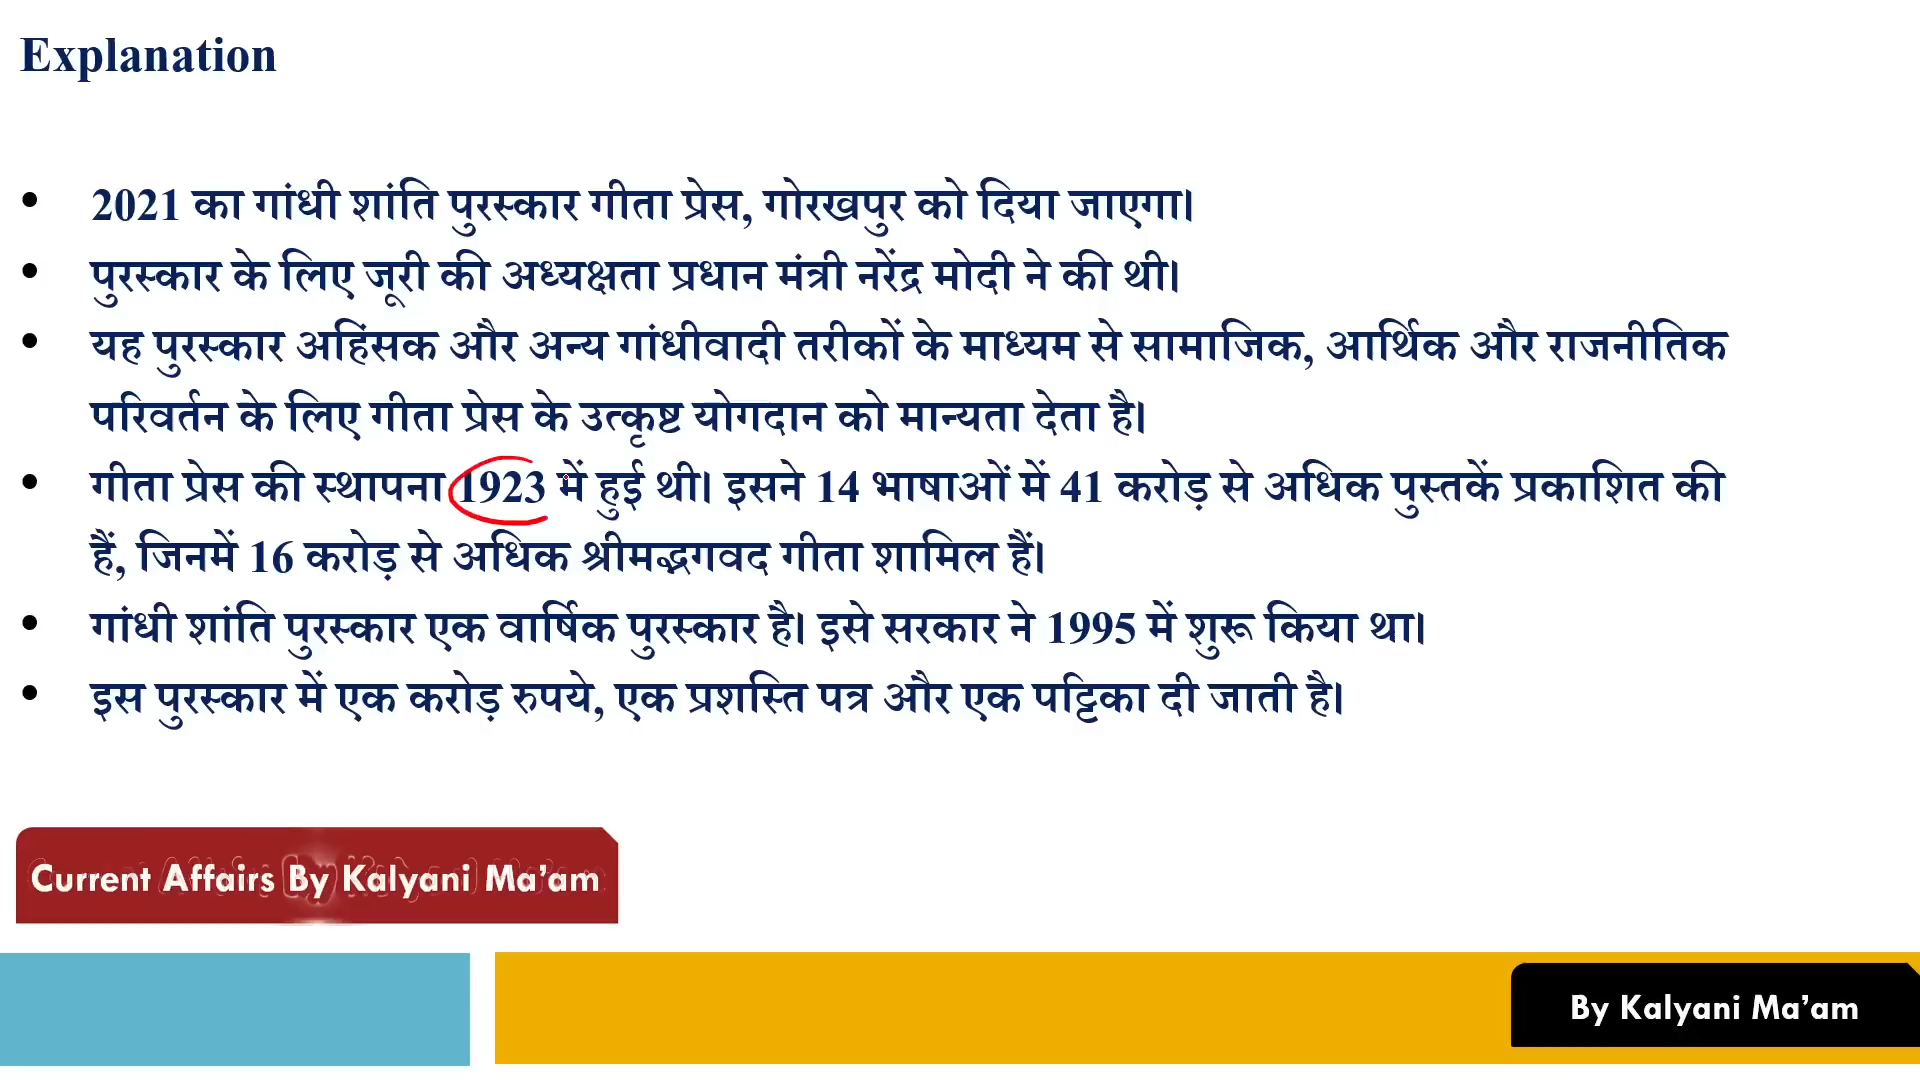 Explanation
• 2021 का गांधी शांति पुरस्कार गीता प्रेस, गोरखपुर को दिया जाएगा।
• पुरस्कार के लिए जूरी की अध्यक्षता प्रधान मंत्री नरेंद्र मोदी ने की थी।
• यह पुरस्कार अहिंसक और अन्य गांधीवादी तरीकों के माध्यम से सामाजिक, आर्थिक और राजनीतिक
परिवर्तन के लिए गीता प्रेस के उत्कृष्ट योगदान को मान्यता देता है।
• गीता प्रेस की स्थापना 1923 में हुई थी। इसने 14 भाषाओं में 41 करोड़ से अधिक पुस्तकें प्रकाशित की
हैं, जिनमें 16 करोड़ से अधिक श्रीमद्भगवद गीता शामिल हैं।
• गांधी शांति पुरस्कार एक वार्षिक पुरस्कार है। इसे सरकार ने 1995 में शुरू किया था।
• इस पुरस्कार में एक करोड़ रुपये, एक प्रशस्ति पत्र और एक पट्टिका दी जाती है।
Current Affairs By Kalyani Ma’am
By Kalyani Ma’am